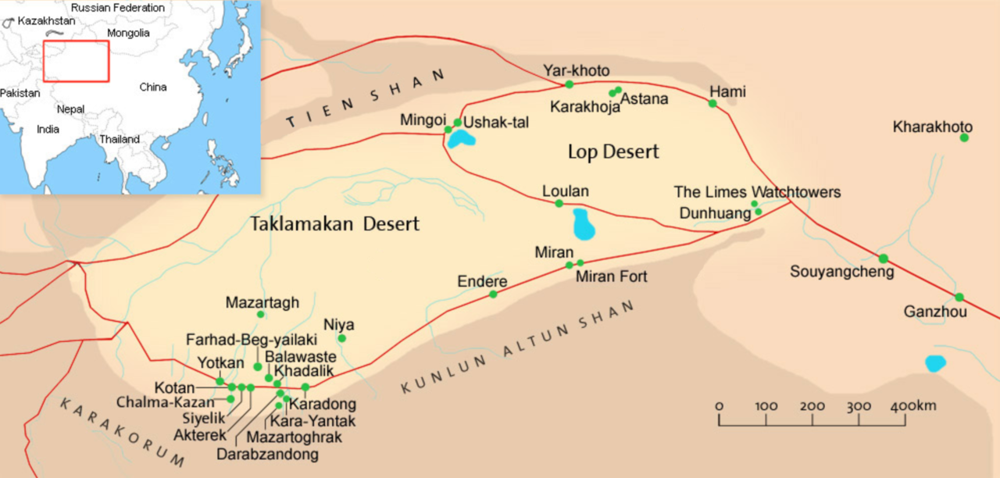 Russian Federation
Kazakhstan
Mongolia
China
Pakistan
Nepal
India
Thailand
TIEN SHAN
Yar-khoto
Karakhoja
Astana
Hami
Mingoi
Ushak-tal
Kharakhoto
Lop Desert
Loulan
The Limes Watchtowers
Dunhuang
Taklamakan Desert
Miran
Miran Fort
Souyangcheng
Endere
Ganzhou
Mazartagh
Niya
KUNLUN ALTUN SHAN
Farhad-Beg-yailaki
Balawaste
Yotkan
Khadalik
Kotan
Chalma-Kazan
Karadong
Siyelik
Kara-Yantak
Akterek
Mazartoghrak
Darabzandong
KARAKORUM
0 100 200 300 400km